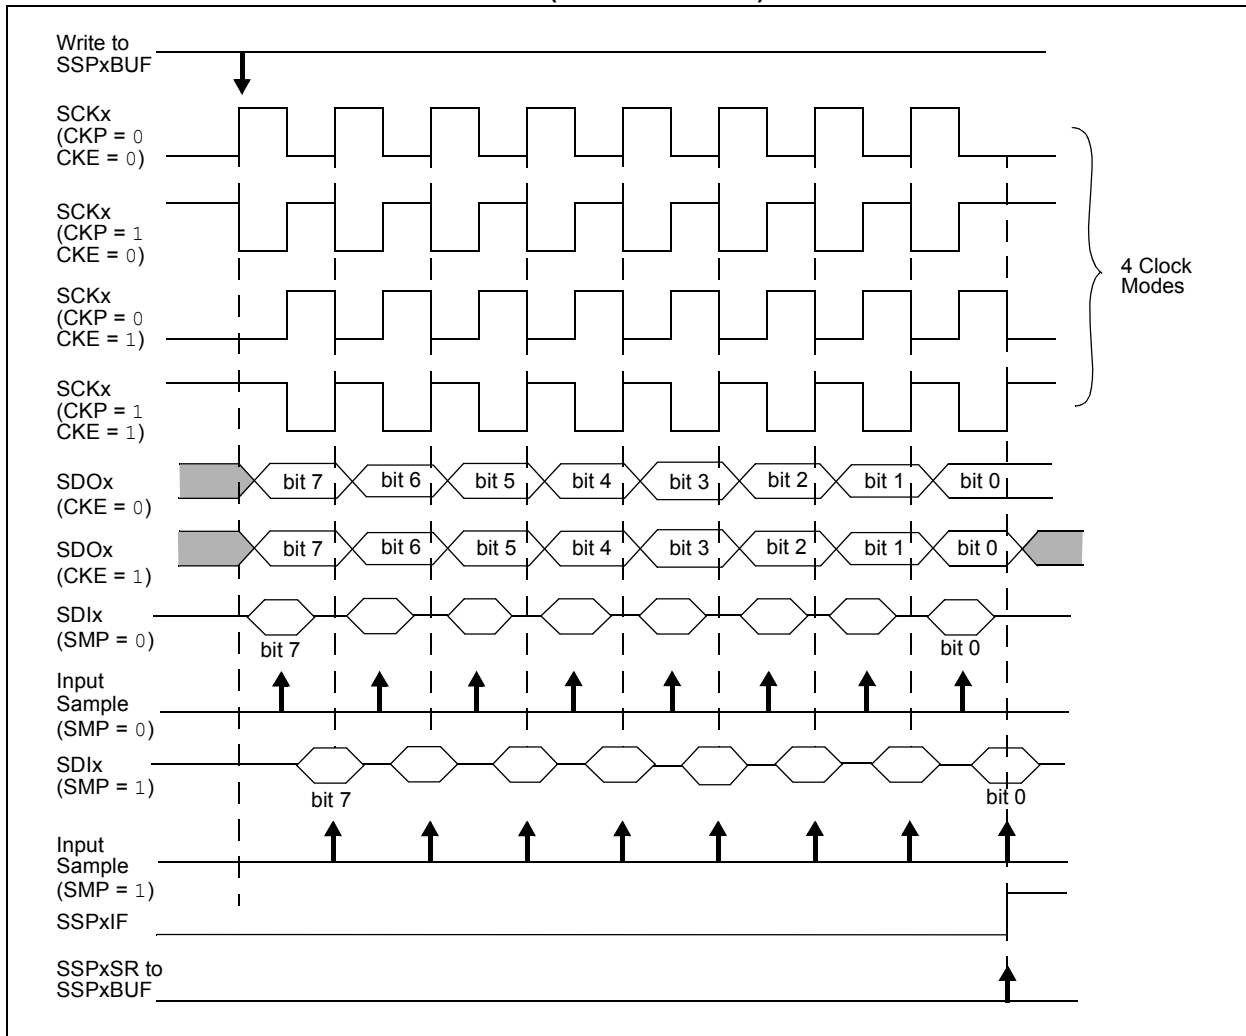 Write to
SSPxBUF
SCKx
(CKP = 0
CKE = 0)
SCKx
(CKP = 1
CKE = 0)
4 Clock
Modes
SCKx
(CKP = 0
CKE = 1)
SCKx
(CKP = 1
CKE = 1)
SDOx
(CKE = 0)
bit 7 bit 6 bit 5 bit 4 bit 3 bit 2 bit 1 bit 0
SDOx
(CKE = 1)
bit 7 bit 6 bit 5 bit 4 bit 3 bit 2 bit 1 bit 0
SDIx
(SMP = 0)
bit 7 bit 0
Input
Sample
(SMP = 0)
SDIx
(SMP = 1)
bit 7 bit 0
Input
Sample
(SMP = 1)
SSPxIF
SSPxSR to
SSPxBUF